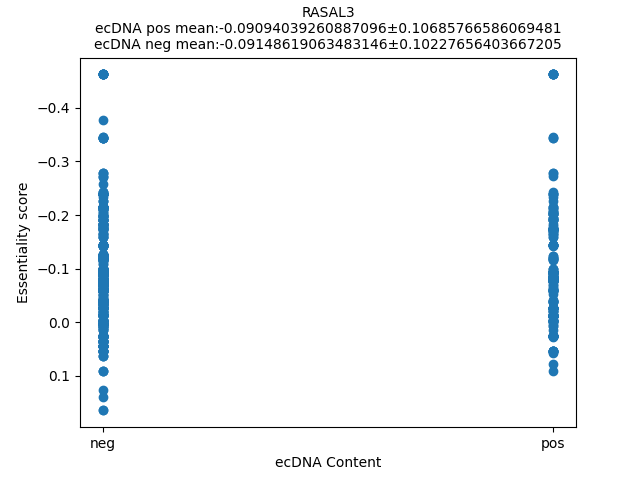 RASAL3
ecDNA pos mean:-0.09094039260887096±0.10685766586069481
ecDNA neg mean:-0.09148619063483146±0.10227656403667205
−0.4
−0.3
−0.2
−0.1
0.0
0.1
Essentiality score
neg
pos
ecDNA Content